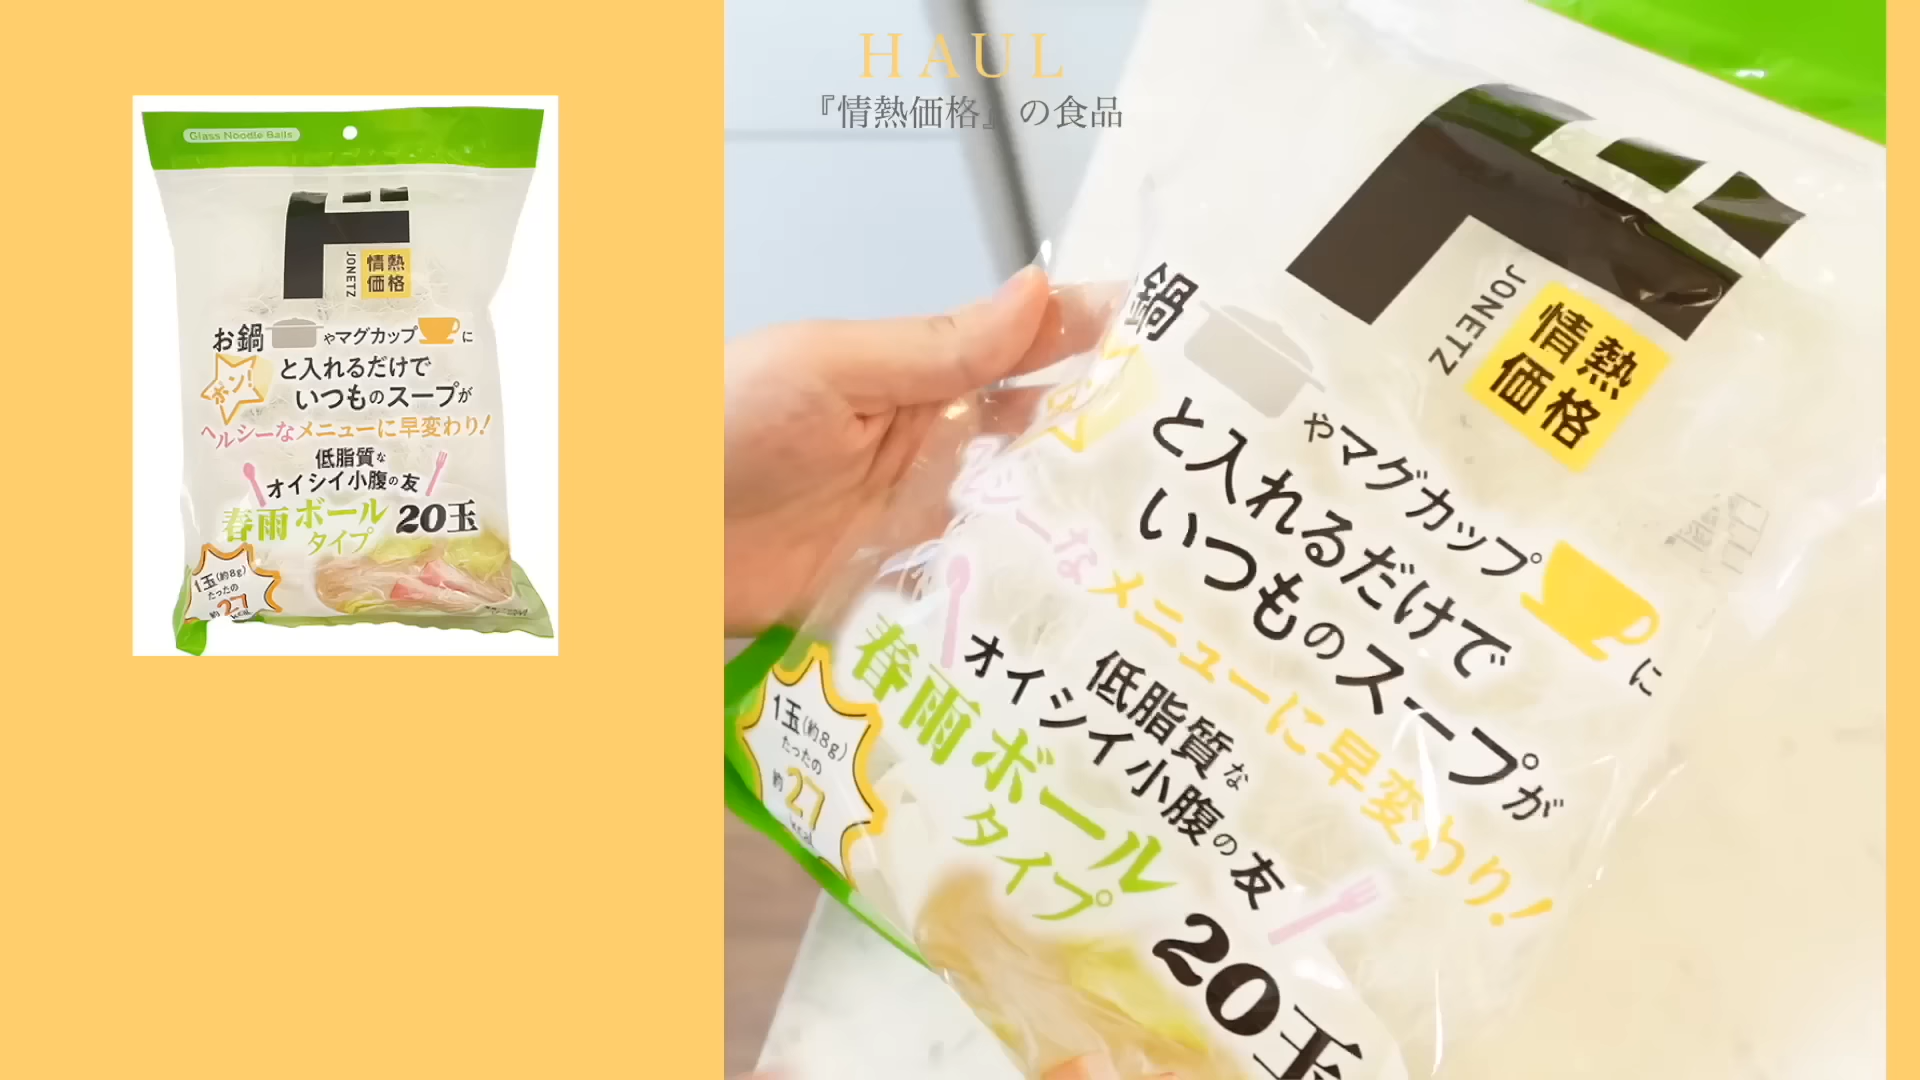 Glass Noodle Balls
ド
JONETZ
情熱
価格
お鍋やマグカップに
ポン!
と入れるだけで
いつものスープが
ヘルシーなメニューに早変わり!
低脂質な
オイシイ小腹の友
春雨ボール
タイプ
20玉
1玉(約8g)
たったの
約27
kcal
HAUL
『情熱価格』の食品
ド
JONETZ
情熱
価格
鍋やマグカップに
と入れるだけで
いつものスープが
シーなメニューに早変わり!
低脂質な
オイシイ小腹の友
春雨ボール
タイプ
20玉
1玉(約8g)
たったの
約27
kcal